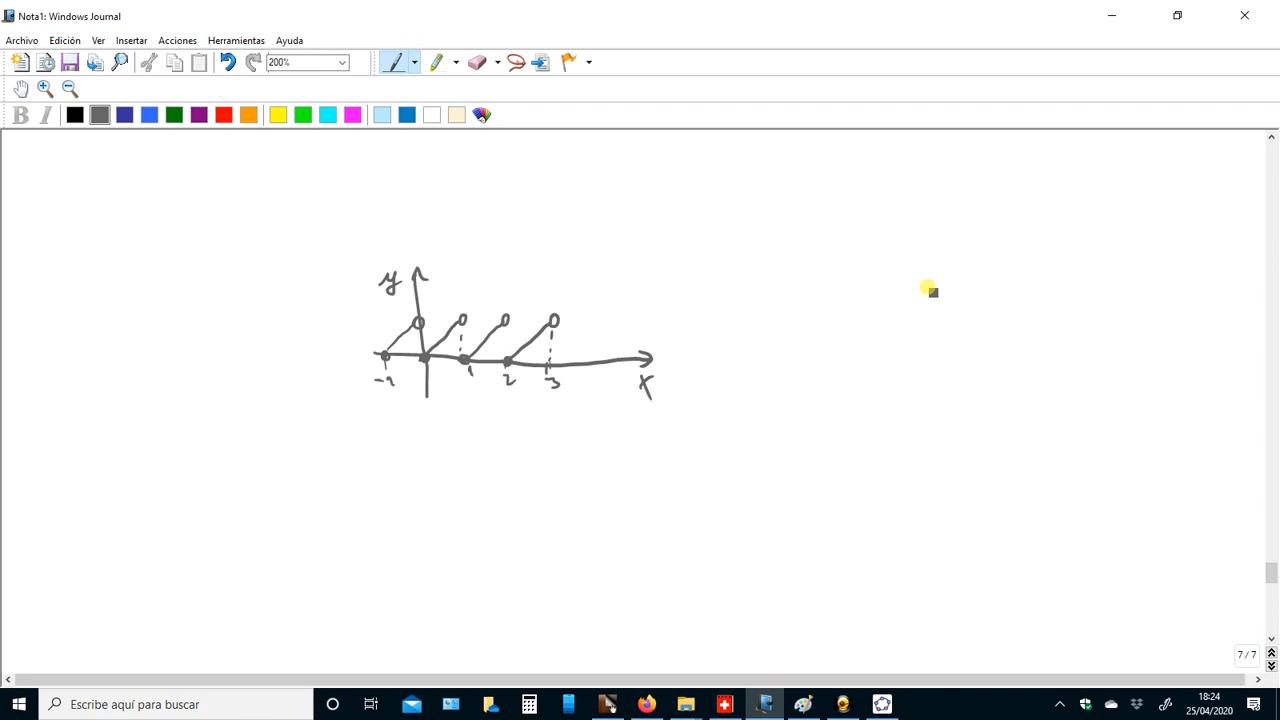 Nota1: Windows Journal
Archivo Edición Ver Insertar Acciones Herramientas Ayuda
200%
B I
y
-1 1 2 3
x
7 / 7
Escribe aquí para buscar
18:24
25/04/2020